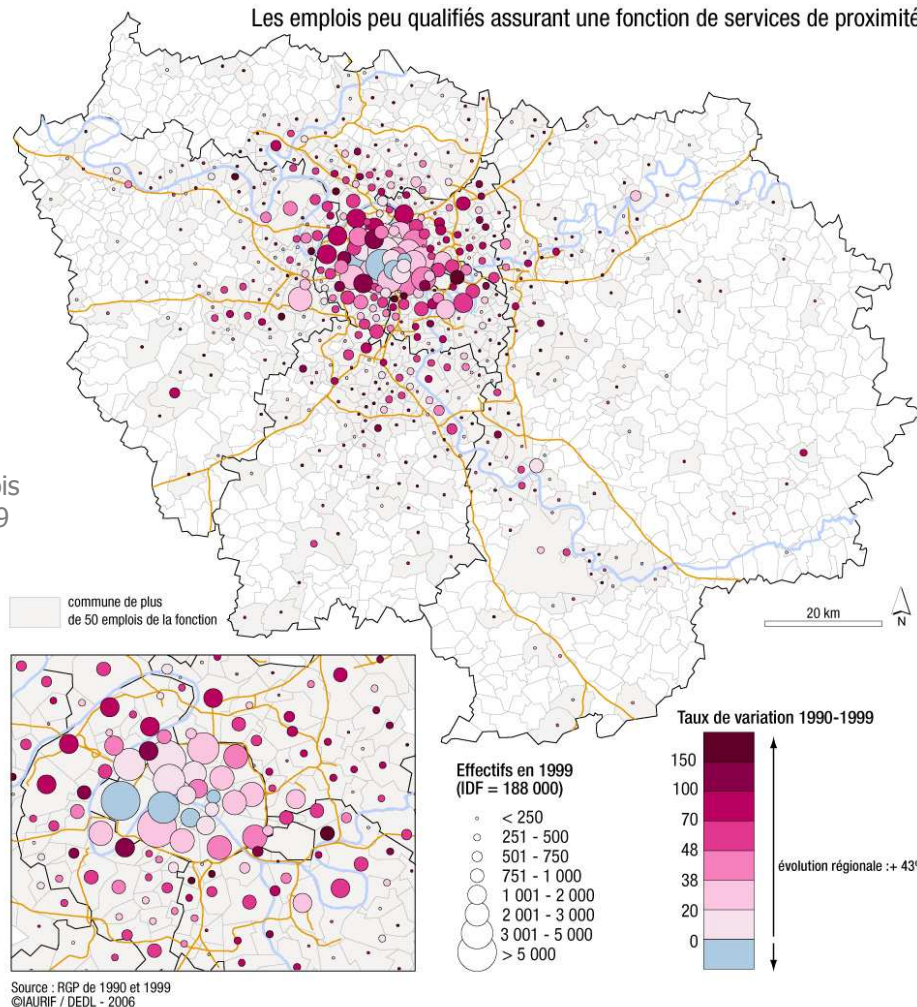 Les emplois peu qualifiés assurant une fonction de services de proximité
commune de plus
de 50 emplois de la fonction
20 km
N
Effectifs en 1999
(IDF = 188 000)
< 250
251 - 500
501 - 750
751 - 1 000
1 001 - 2 000
2 001 - 3 000
3 001 - 5 000
> 5 000
Taux de variation 1990-1999
150
100
70
48
38
20
0
évolution régionale :+ 43
Source : RGP de 1990 et 1999
©IAURIF / DEDL - 2006